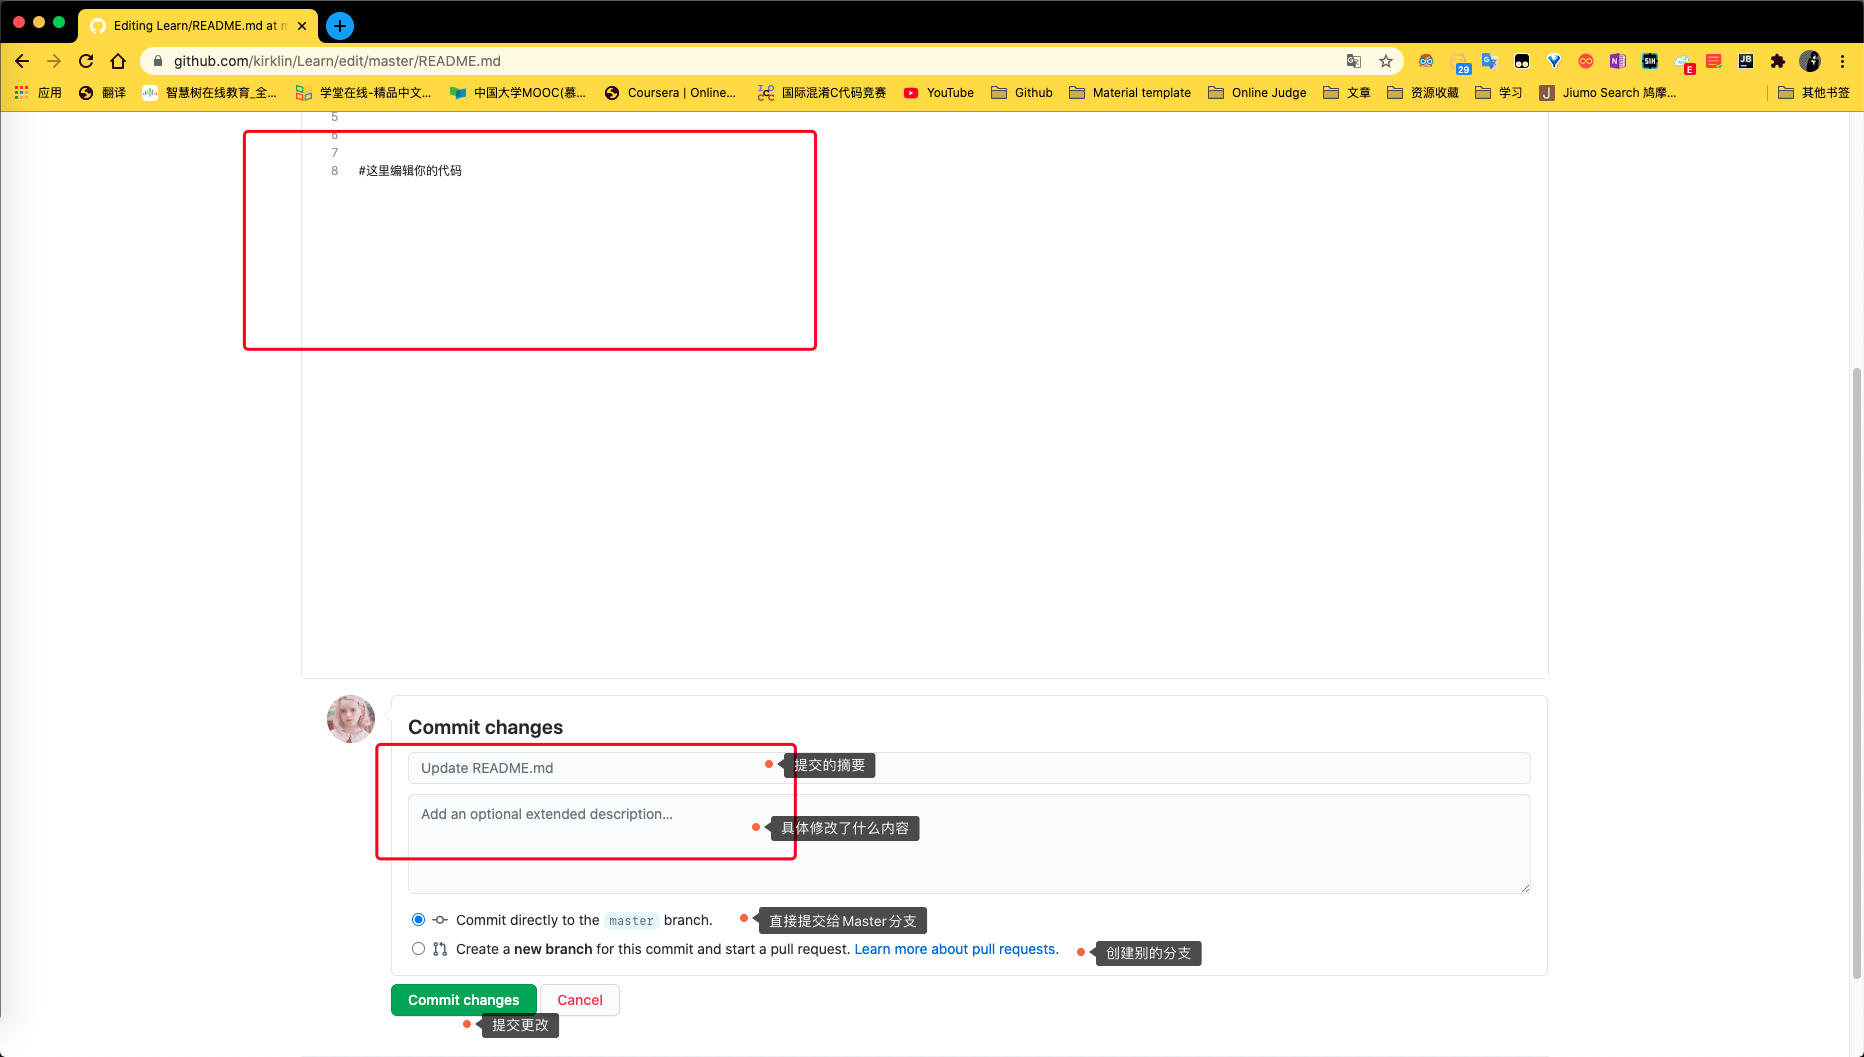 Editing Learn/README.md at m
github.com/kirklin/Learn/edit/master/README.md
29
N
SIH
E
JB
应用
翻译
智慧树在线教育_全...
学堂在线-精品中文...
中国大学MOOC(慕...
Coursera | Online...
国际混淆C代码竞赛
YouTube
Github
Material template
Online Judge
文章
资源收藏
学习
J
Jiumo Search 鸠摩...
其他书签
5
6
7
8 #这里编辑你的代码
Commit changes
Update README.md
提交的摘要
Add an optional extended description...
具体修改了什么内容
Commit directly to the master branch.
直接提交给Master分支
Create a new branch for this commit and start a pull request. Learn more about pull requests.
创建别的分支
Commit changes
Cancel
提交更改